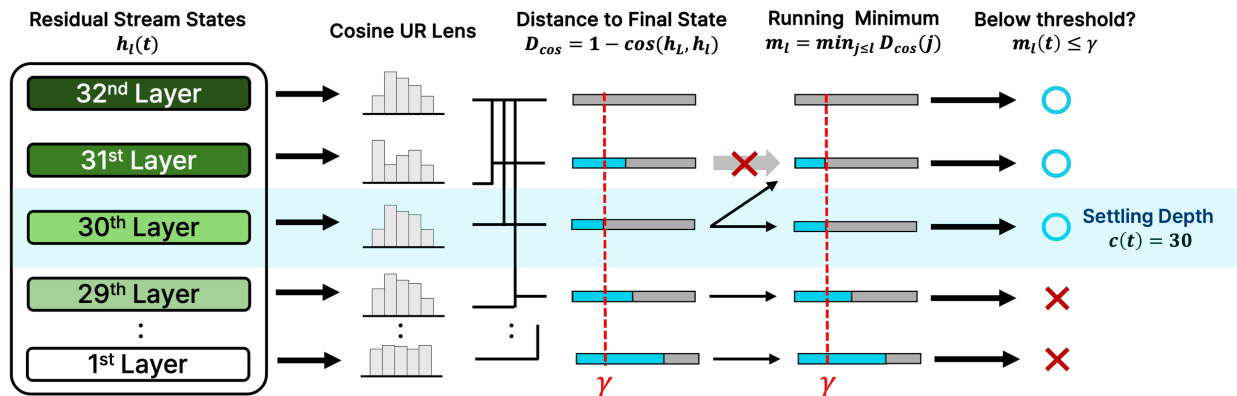 Residual Stream States
h_l(t)
Cosine UR Lens
Distance to Final State
D_cos = 1 − cos(h_L, h_l)
Running Minimum
m_l = min_{j≤l} D_cos(j)
Below threshold?
m_l(t) ≤ γ
32nd Layer
31st Layer
30th Layer
Settling Depth
c(t) = 30
29th Layer
:
:
:
1st Layer
γ
γ